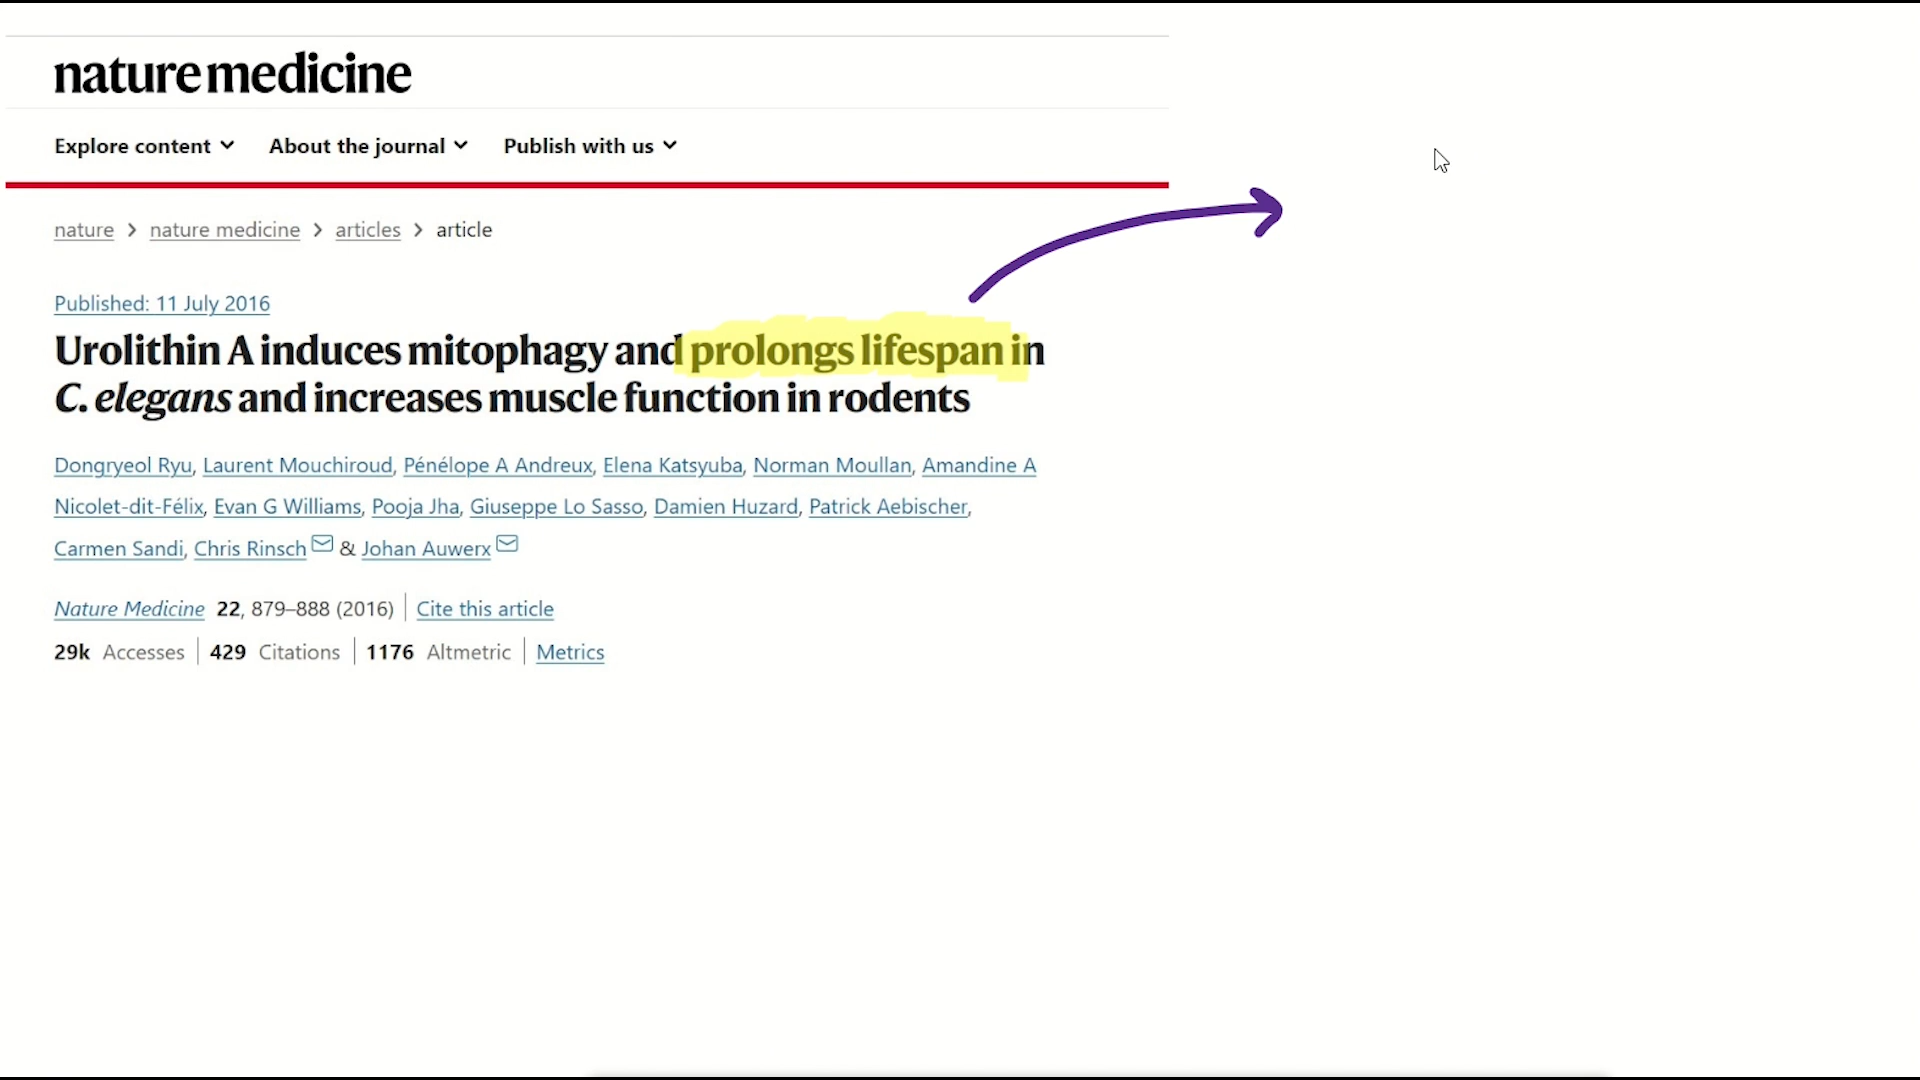 nature medicine
Explore content About the journal Publish with us
nature > nature medicine > articles > article
Published: 11 July 2016
Urolithin A induces mitophagy and prolongs lifespan in
C. elegans and increases muscle function in rodents
Dongryeol Ryu, Laurent Mouchiroud, Pénélope A Andreux, Elena Katsyuba, Norman Moullan, Amandine A
Nicolet-dit-Félix, Evan G Williams, Pooja Jha, Giuseppe Lo Sasso, Damien Huzard, Patrick Aebischer,
Carmen Sandi, Chris Rinsch & Johan Auwerx
Nature Medicine 22, 879–888 (2016) | Cite this article
29k Accesses | 429 Citations | 1176 Altmetric | Metrics